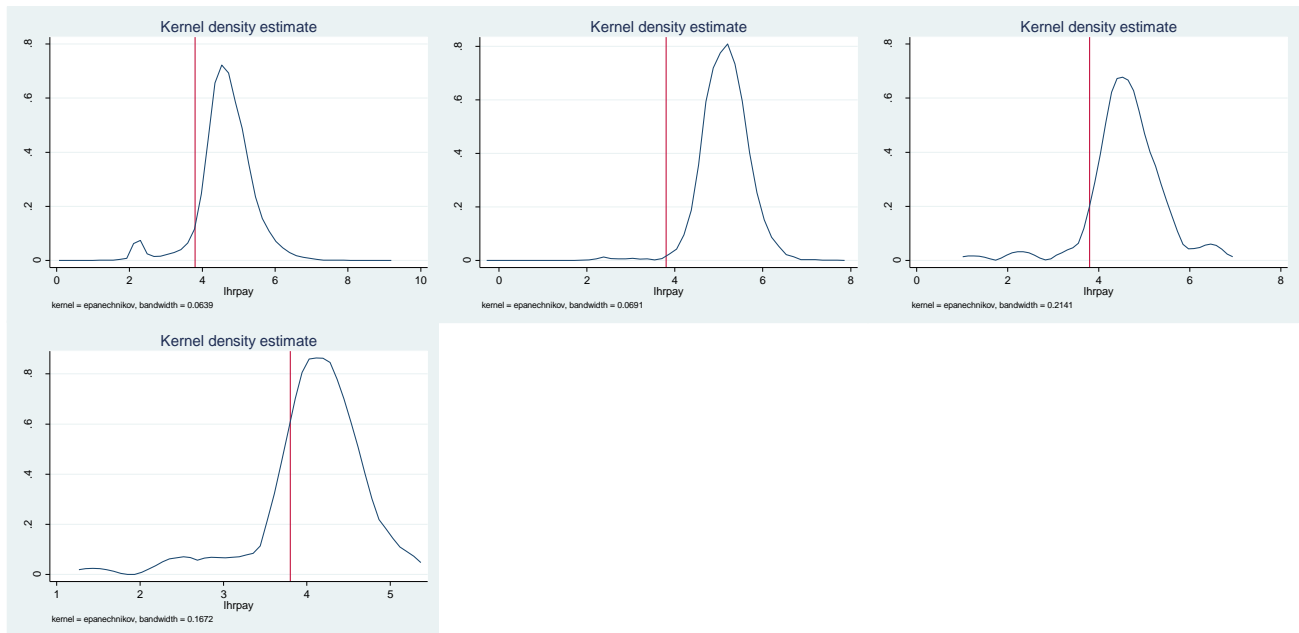 Kernel density estimate
.8
.6
.4
.2
0
0 2 4 6 8 10
lhrpay
kernel = epanechnikov, bandwidth = 0.0639
Kernel density estimate
.8
.6
.4
.2
0
0 2 4 6 8
lhrpay
kernel = epanechnikov, bandwidth = 0.0691
Kernel density estimate
.8
.6
.4
.2
0
0 2 4 6 8
lhrpay
kernel = epanechnikov, bandwidth = 0.2141
Kernel density estimate
.8
.6
.4
.2
0
1 2 3 4 5
lhrpay
kernel = epanechnikov, bandwidth = 0.1672